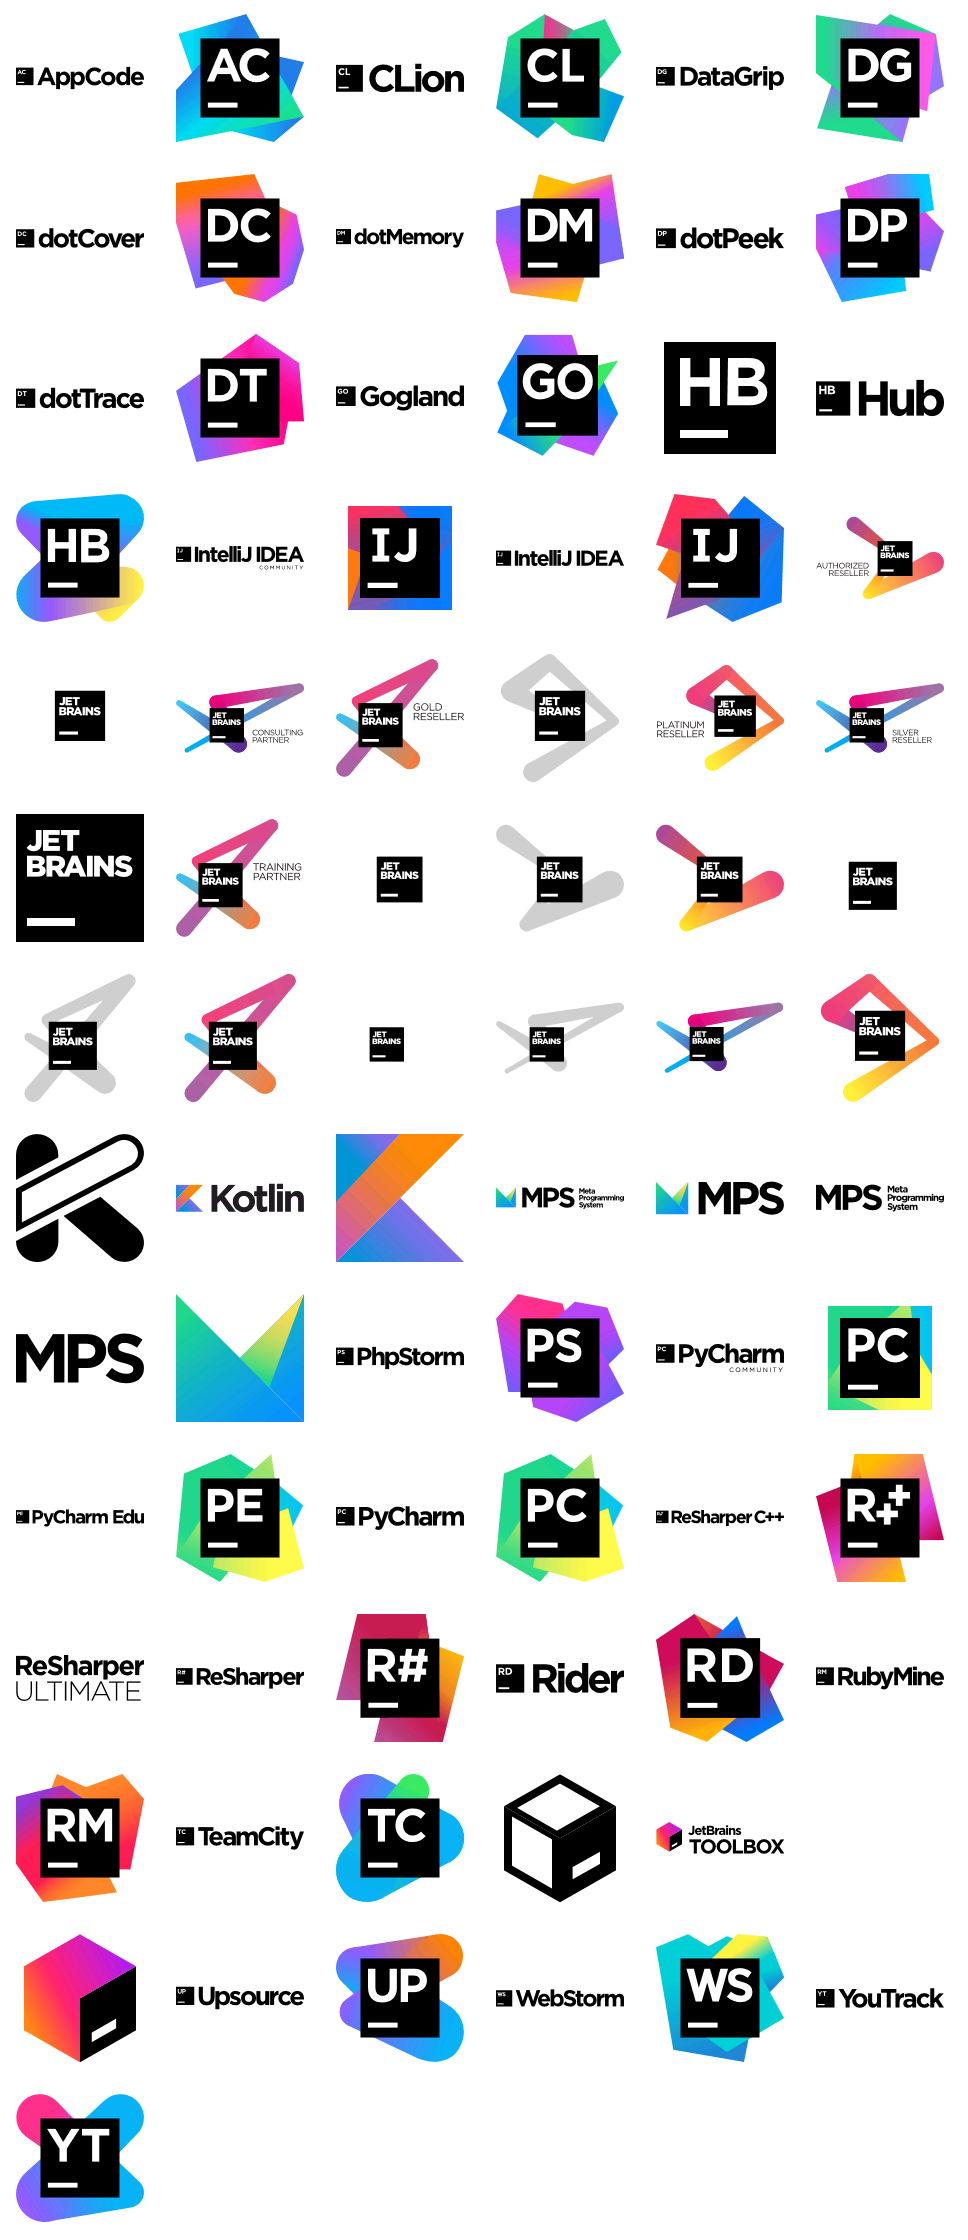 AC AppCode
AC
CL CLion
CL
DG DataGrip
DG
DC dotCover
DC
DM dotMemory
DM
DP dotPeek
DP
DT dotTrace
DT
GO Gogland
GO
HB
HB Hub
HB
IJ IntelliJ IDEA
COMMUNITY
IJ
IJ IntelliJ IDEA
IJ
JET
BRAINS
AUTHORIZED
RESELLER
JET
BRAINS
JET
BRAINS
CONSULTING
PARTNER
JET
BRAINS
GOLD
RESELLER
JET
BRAINS
JET
BRAINS
PLATINUM
RESELLER
JET
BRAINS
SILVER
RESELLER
JET
BRAINS
JET
BRAINS
TRAINING
PARTNER
JET
BRAINS
JET
BRAINS
JET
BRAINS
JET
BRAINS
JET
BRAINS
JET
BRAINS
JET
BRAINS
JET
BRAINS
JET
BRAINS
JET
BRAINS
Kotlin
MPS Meta
Programming
System
MPS
MPS Meta
Programming
System
MPS
PS PhpStorm
PS
PC PyCharm
COMMUNITY
PC
PyCharm Edu
PE
PC PyCharm
PC
ReSharper C++
R++
ReSharper
ULTIMATE
R# ReSharper
R#
RD Rider
RD
RM RubyMine
RM
TC TeamCity
TC
JetBrains
TOOLBOX
UP Upsource
UP
WS WebStorm
WS
YT YouTrack
YT